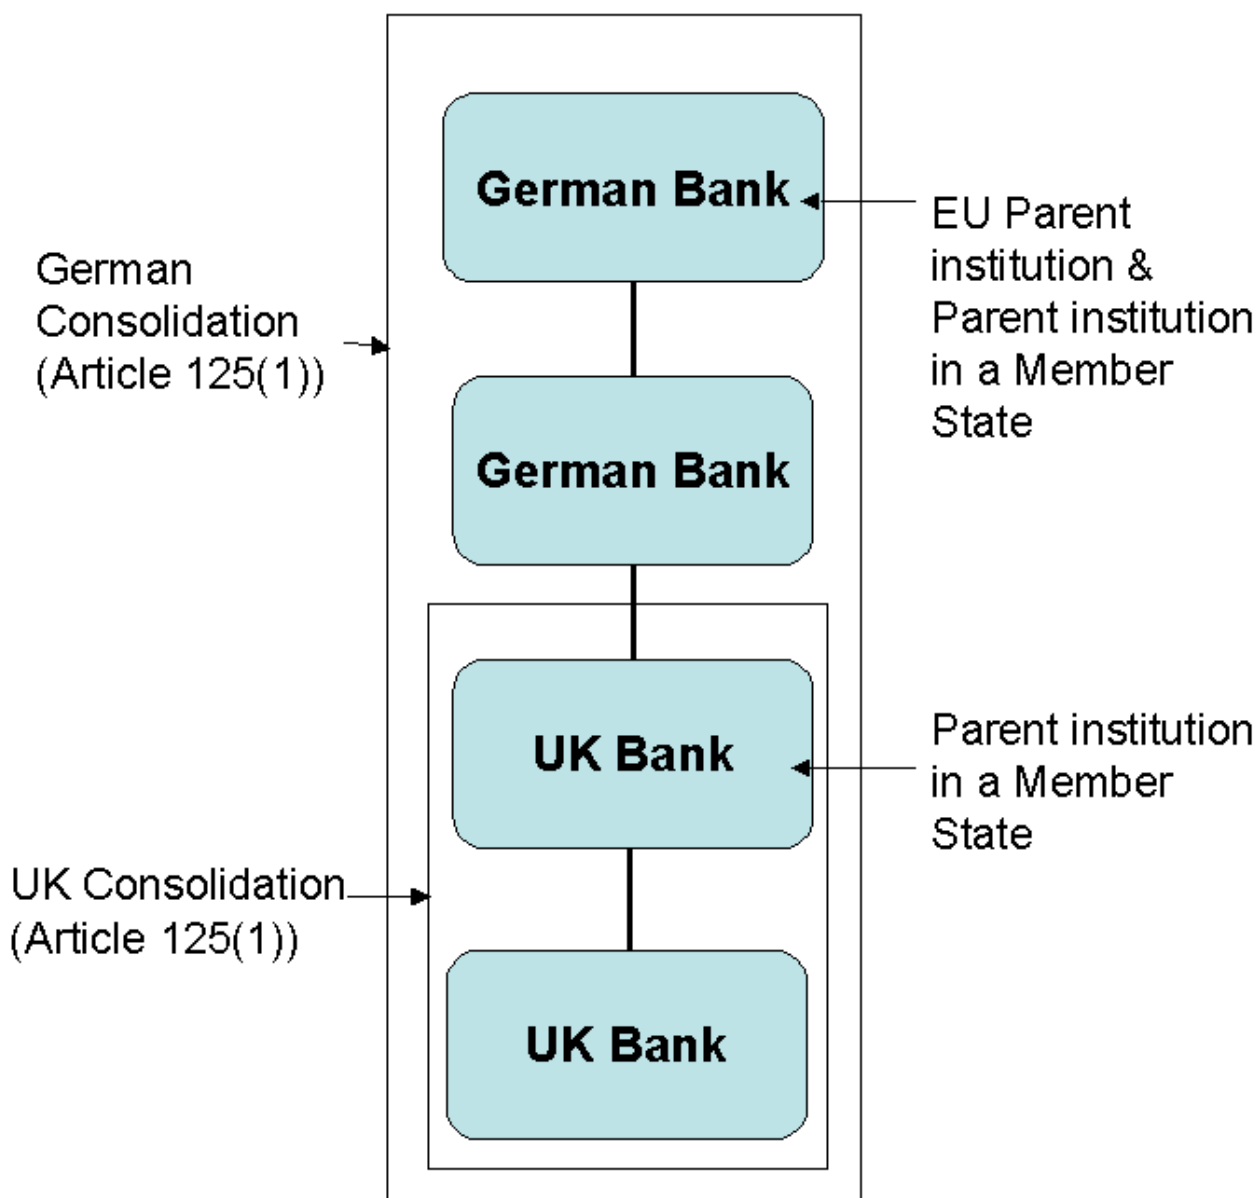 German Bank
EU Parent
institution &
Parent institution
in a Member
State
German
Consolidation
(Article 125(1))
German Bank
UK Bank
Parent institution
in a Member
State
UK Consolidation
(Article 125(1))
UK Bank